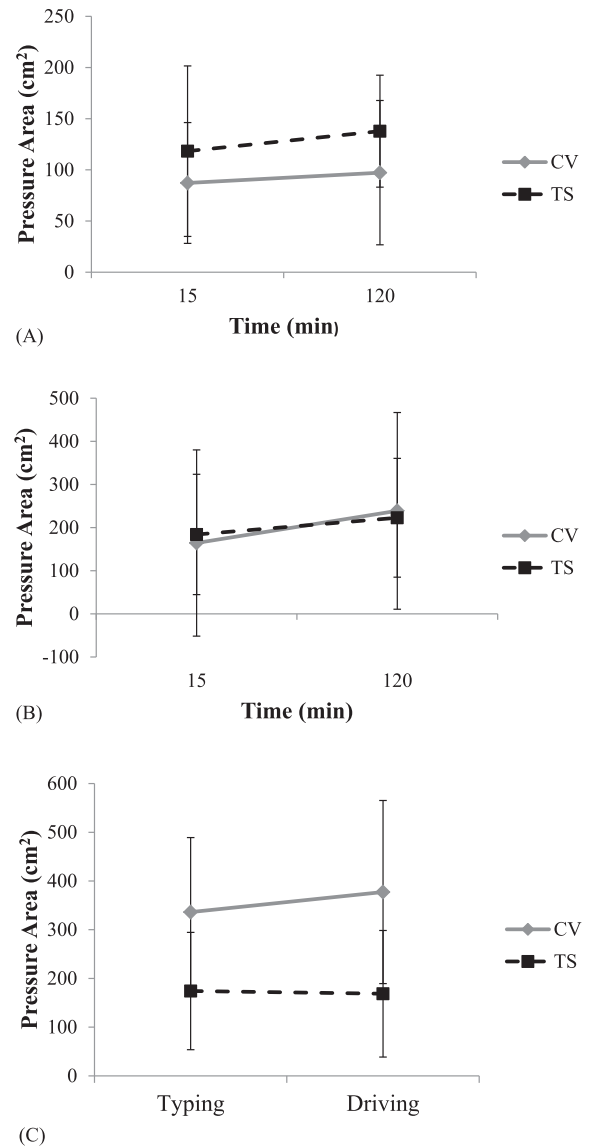 250
200
150
100
50
0
Pressure Area (cm²)
15 120
Time (min)
CV
TS
(A)
500
400
300
200
100
0
-100
Pressure Area (cm²)
15 120
Time (min)
CV
TS
(B)
600
500
400
300
200
100
0
Pressure Area (cm²)
Typing Driving
CV
TS
(C)